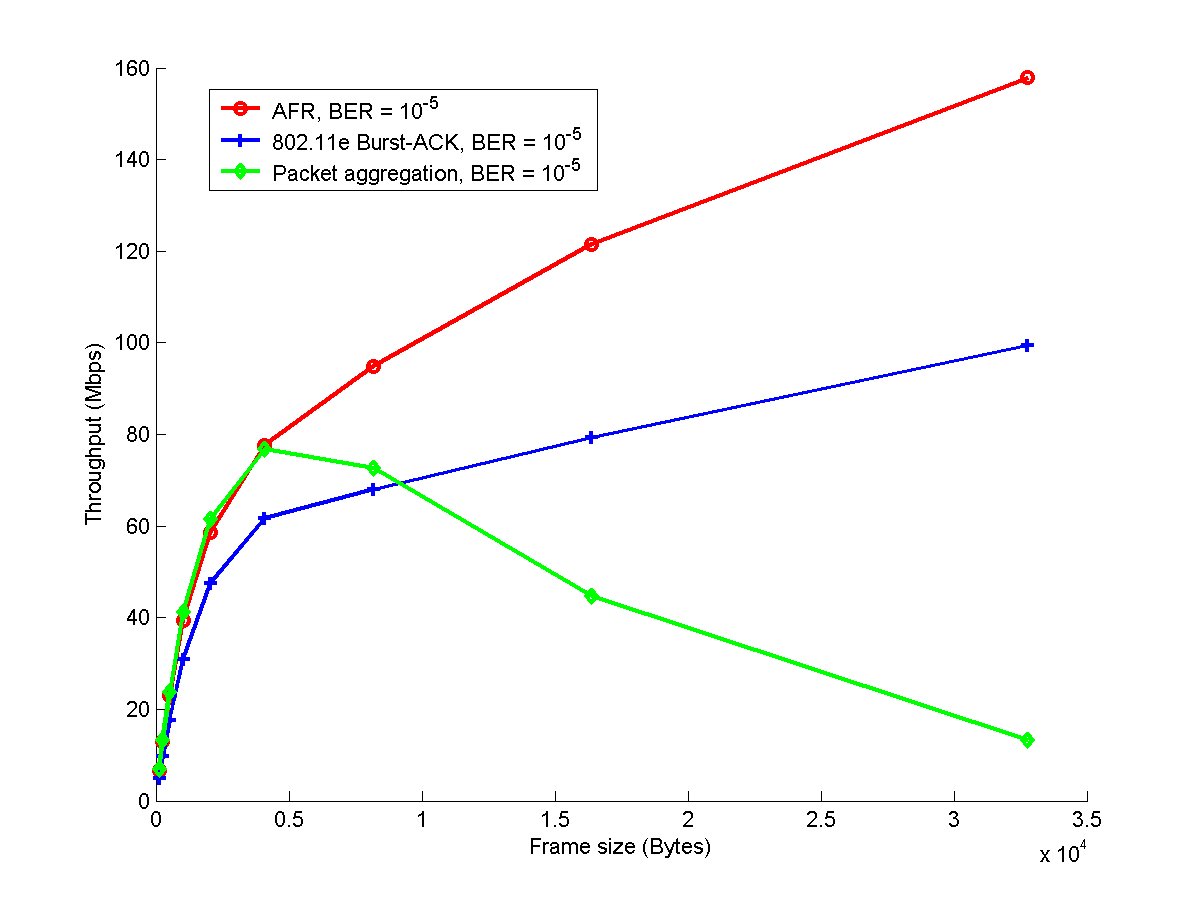 160
140
120
100
80
60
40
20
0
Throughput (Mbps)
AFR, BER = 10^-5
802.11e Burst-ACK, BER = 10^-5
Packet aggregation, BER = 10^-5
0 0.5 1 1.5 2 2.5 3 3.5
Frame size (Bytes)
x 10^4